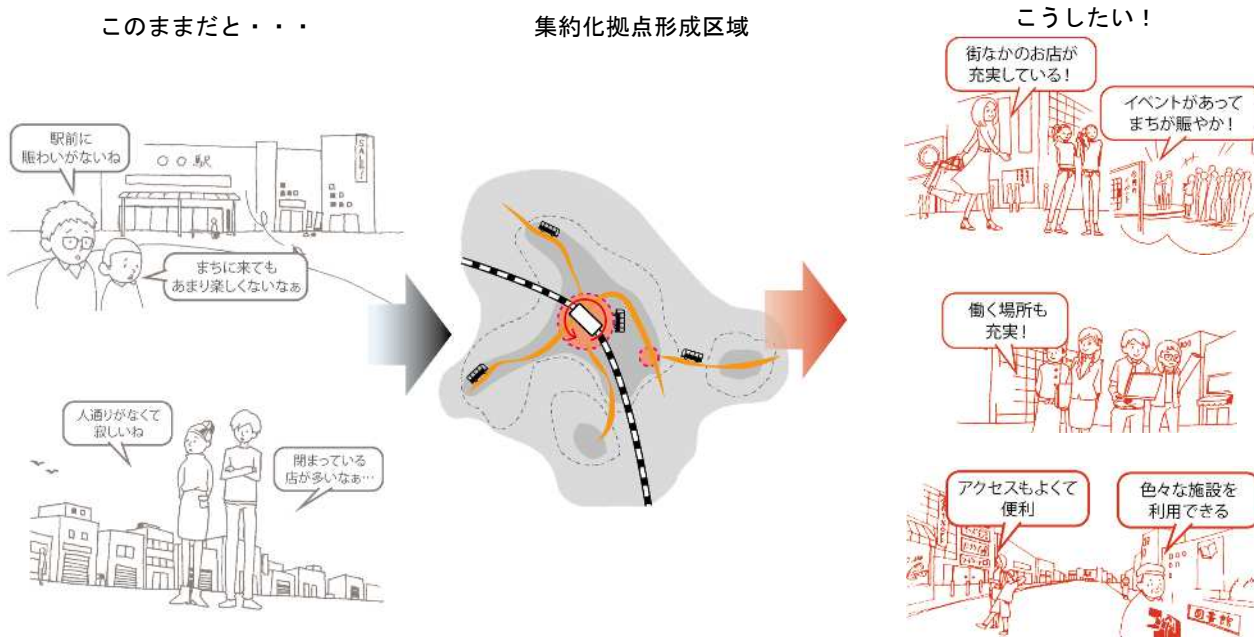 このままだと・・・
集約化拠点形成区域
こうしたい！
駅前に
賑わいがないね
○○駅
SALE!
まちに来ても
あまり楽しくないなぁ
人通りがなくて
寂しいね
閉まっている
店が多いなぁ…
街なかのお店が
充実している！
イベントがあって
まちが賑やか！
働く場所も
充実！
アクセスもよくて
便利
色々な施設を
利用できる
図書館